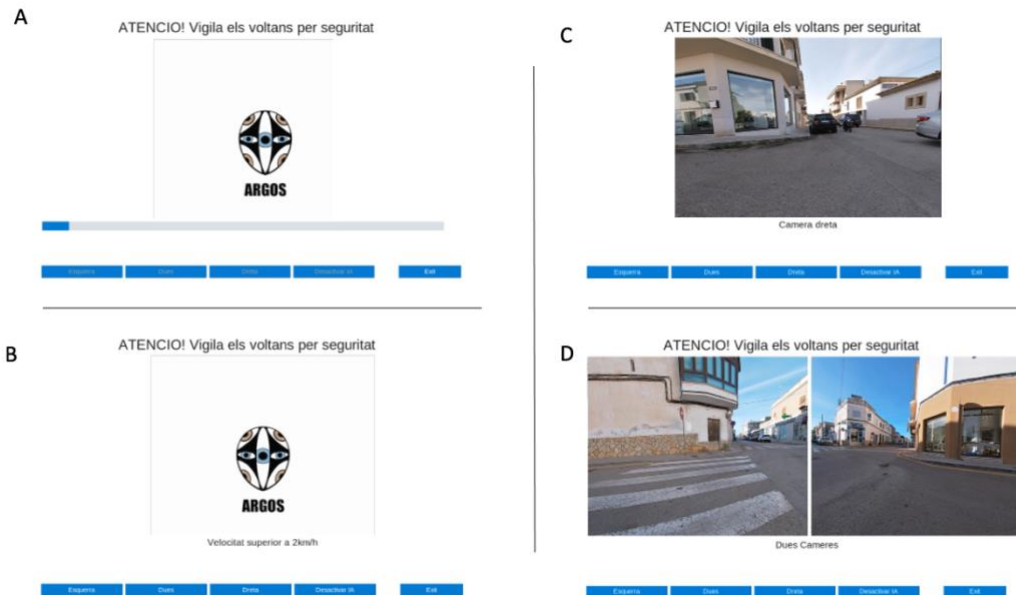 A
ATENCIO! Vigila els voltans per seguritat
ARGOS
Esquerra Dues Dreta Desactivar IA Exit
B
ATENCIO! Vigila els voltans per seguritat
ARGOS
Velocitat superior a 2km/h
Esquerra Dues Dreta Desactivar IA Exit
C
ATENCIO! Vigila els voltans per seguritat
Camera dreta
Esquerra Dues Dreta Desactivar IA Exit
D
ATENCIO! Vigila els voltans per seguritat
Dues Cameres
Esquerra Dues Dreta Desactivar IA Exit